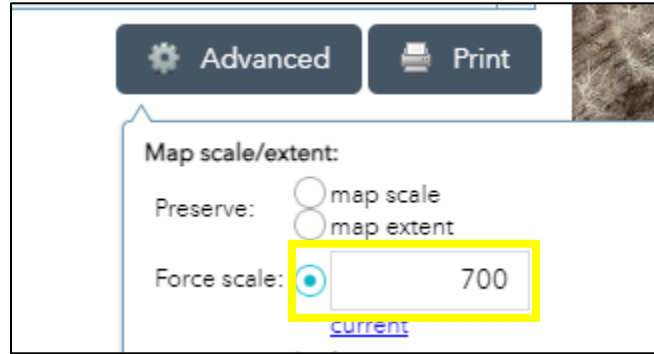 Advanced Print
Map scale/extent:
Preserve: map scale
map extent
Force scale: 700
current